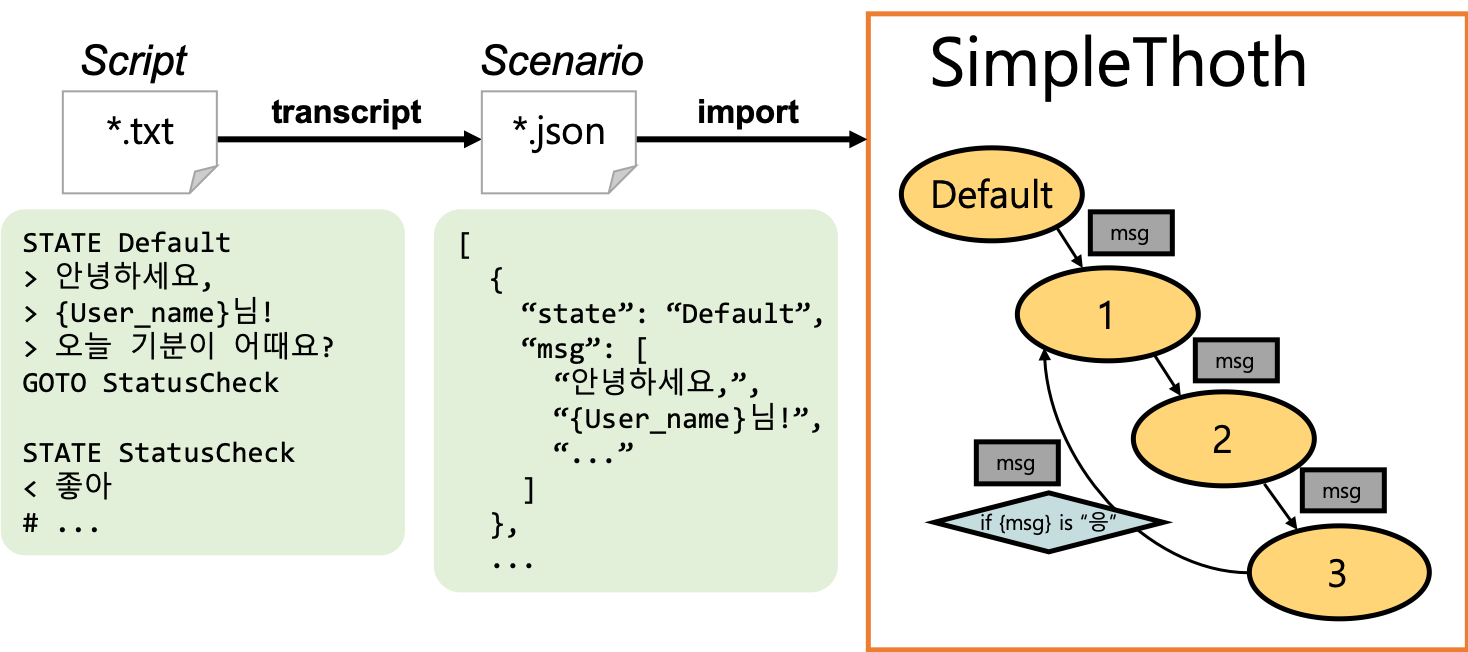 Script
*.txt
transcript
Scenario
*.json
import
STATE Default
> 안녕하세요,
> {User_name}님!
> 오늘 기분이 어때요?
GOTO StatusCheck
STATE StatusCheck
< 좋아
# ...
[
{
“state”: “Default”,
“msg”: [
“안녕하세요,”,
“{User_name}님!”,
“...”
]
},
...
SimpleThoth
Default
msg
1
msg
2
msg
if {msg} is “응”
msg
3